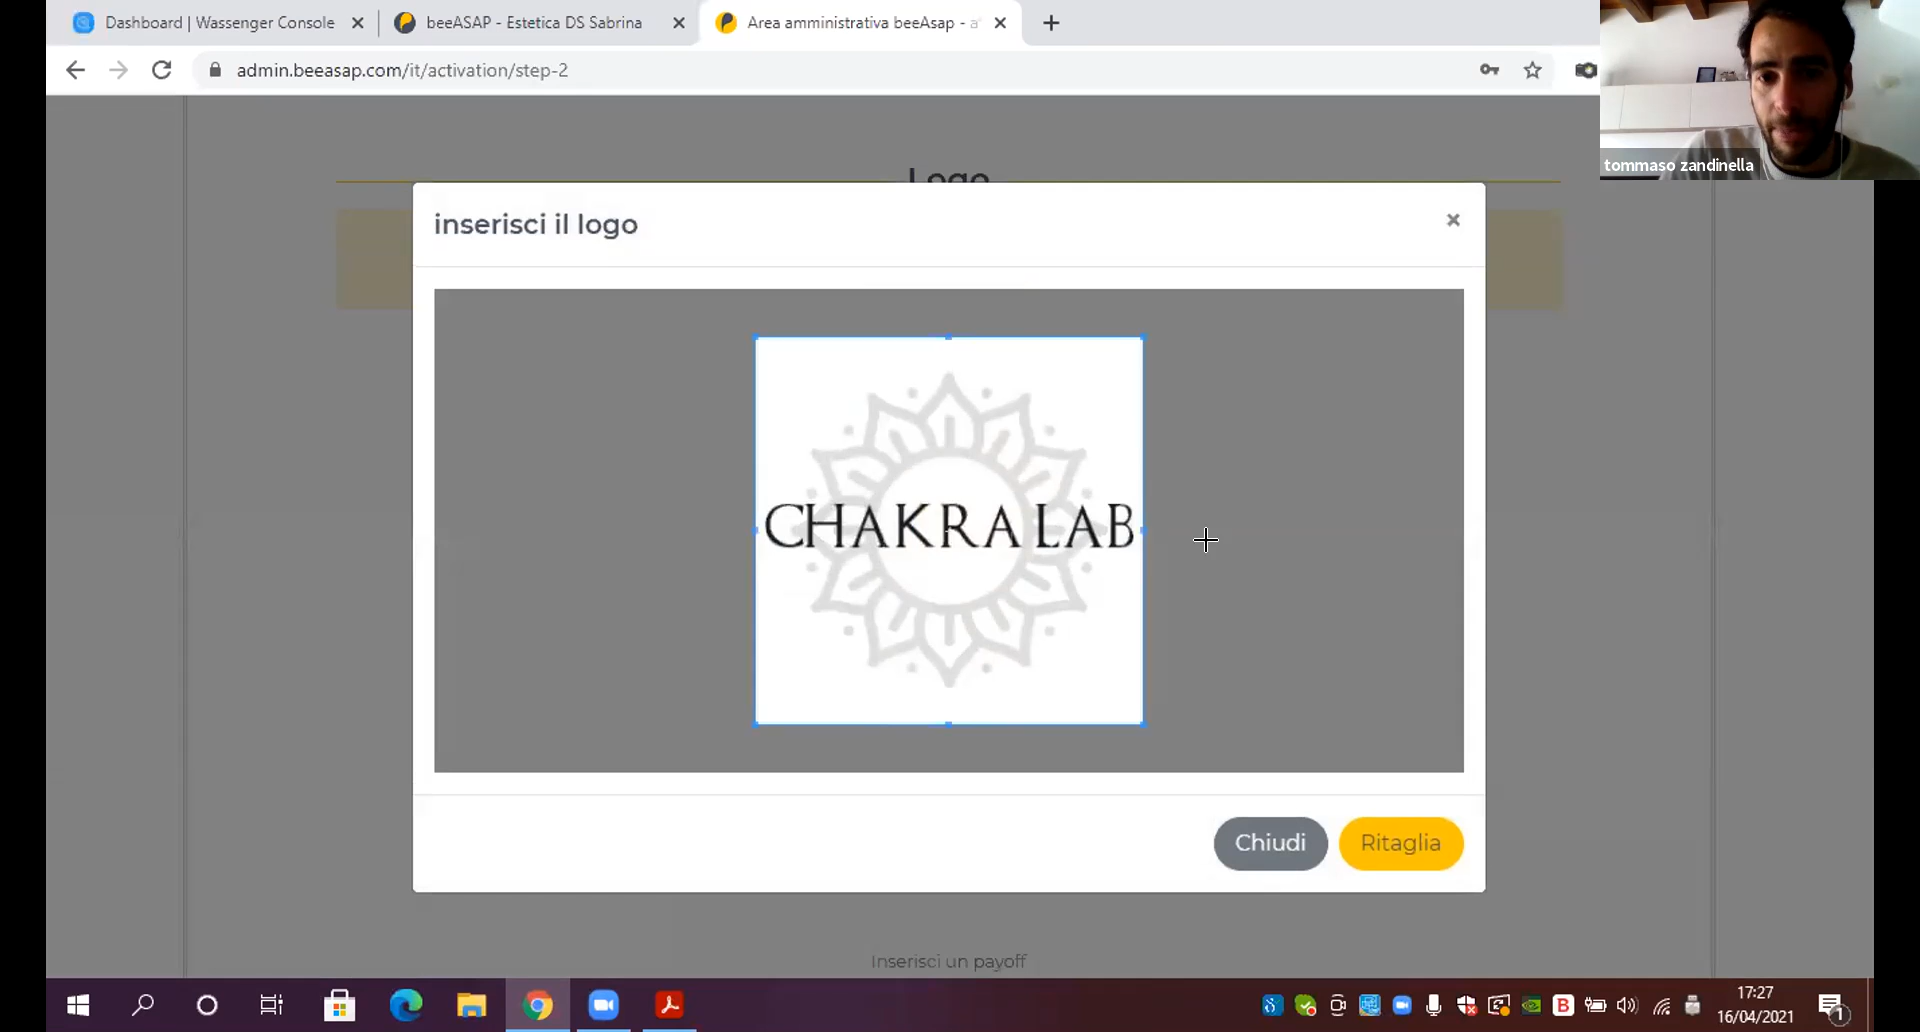 Dashboard | Wassenger Console
beeASAP - Estetica DS Sabrina
Area amministrativa beeAsap - a
admin.beeasap.com/it/activation/step-2
tommaso zandinella
Logo
inserisci il logo
CHAKRA LAB
Chiudi
Ritaglia
Inserisci un payoff
17:27
16/04/2021
1